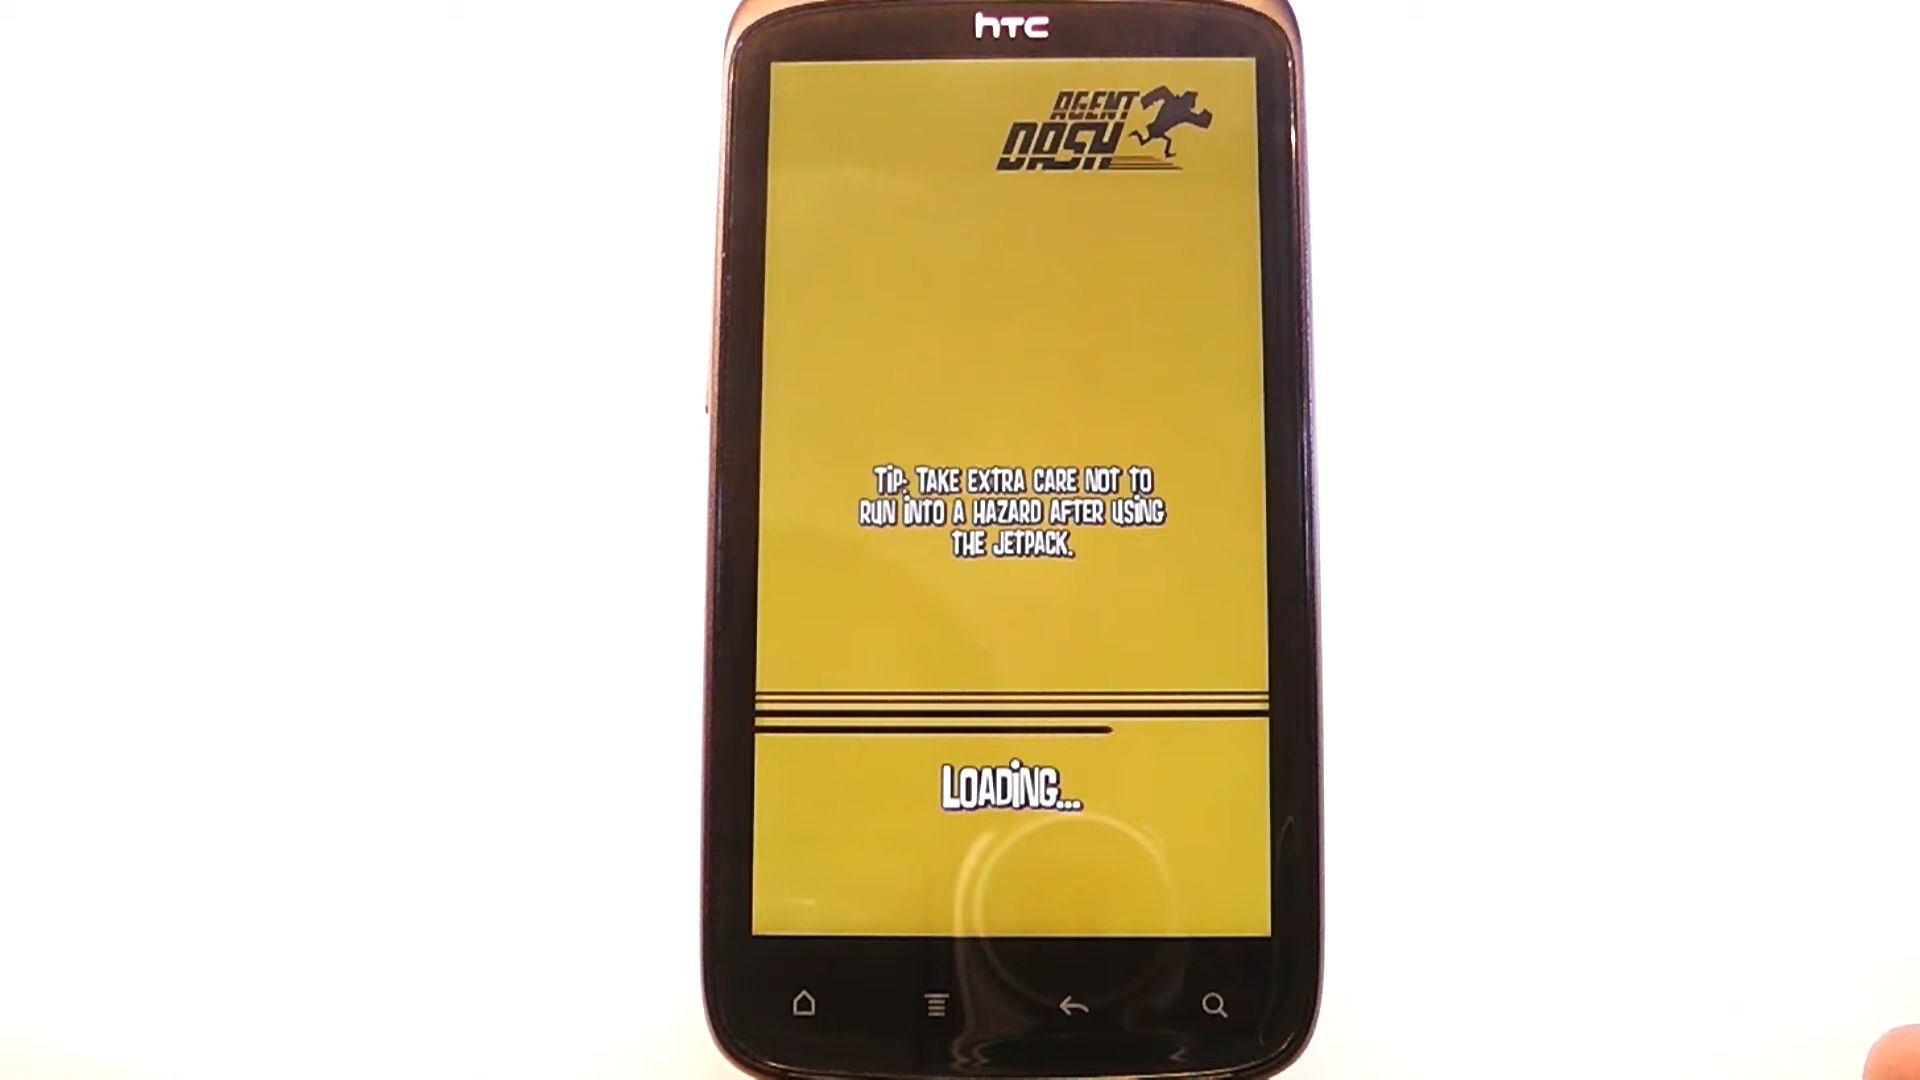 hTC
AGENT
DASH
TiP: TAKE EXTRA CARE NOT TO
RUN iNTO A HAZARD AFTER USiNG
THE JETPACK.
LOADiNG...